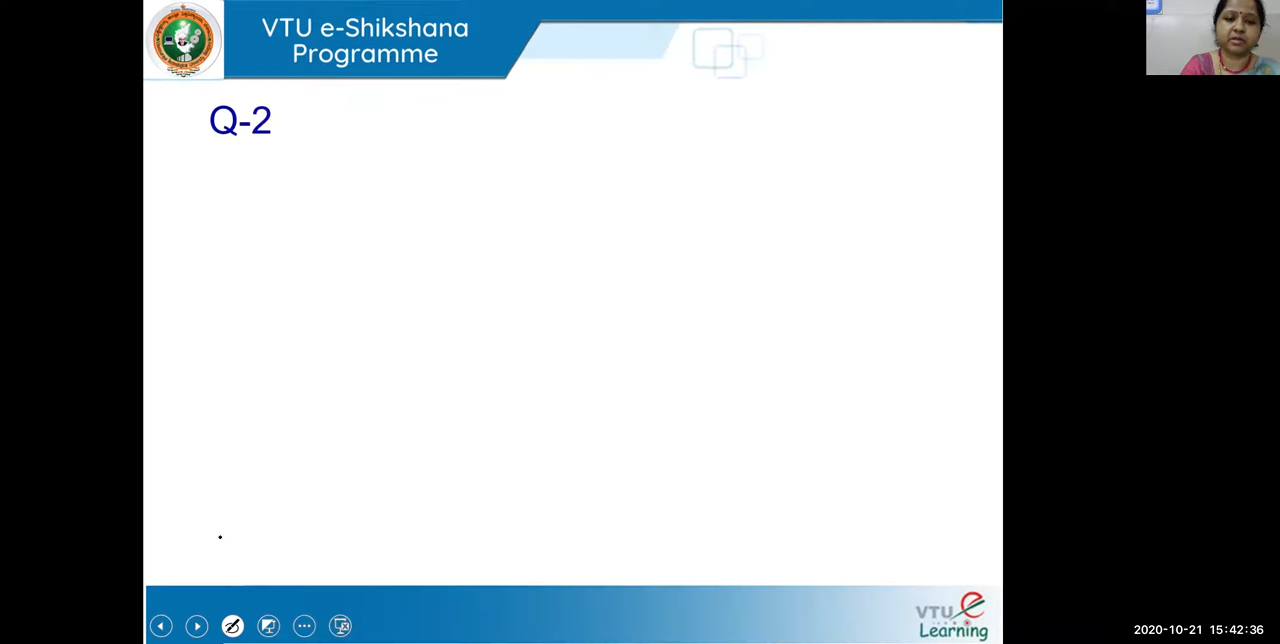 VTU e-Shikshana
Programme
Q-2
VTU
Learning
2020-10-21 15:42:36